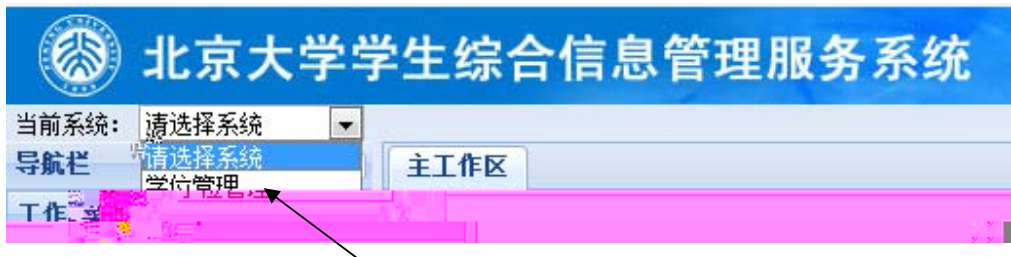 北京大学学生综合信息管理服务系统
当前系统： 请选择系统
导航栏 请选择系统 主工作区
学位管理
工作